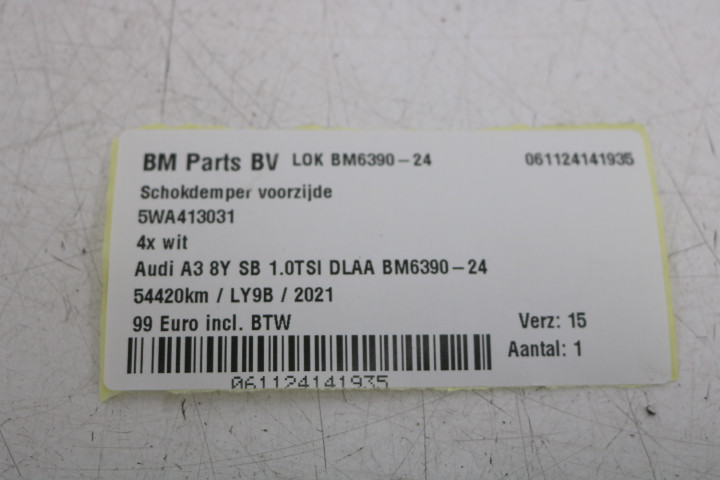 BM Parts BV LOK BM6390-24 061124141935
Schokdemper voorzijde
5WA413031
4x wit
Audi A3 8Y SB 1.0TSI DLAA BM6390-24
54420km / LY9B / 2021
99 Euro incl. BTW Verz: 15
Aantal: 1
061124141935